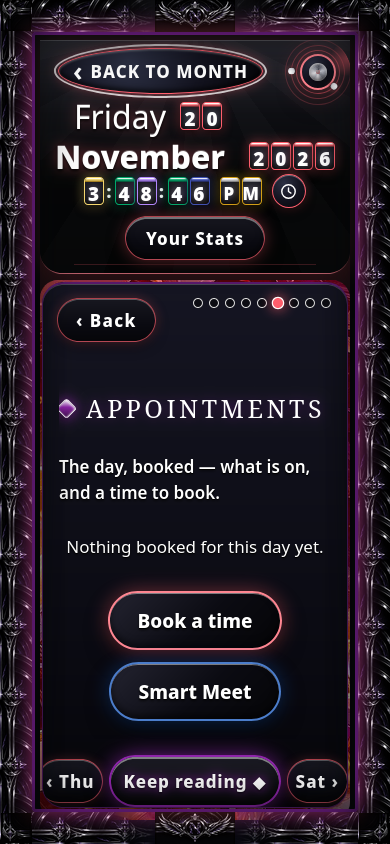 ‹ BACK TO MONTH
Friday 20
November 2026
3:48:46 PM
Your Stats
‹ Back
APPOINTMENTS
The day, booked — what is on,
and a time to book.
Nothing booked for this day yet.
Book a time
Smart Meet
‹ Thu Keep reading ◆ Sat ›